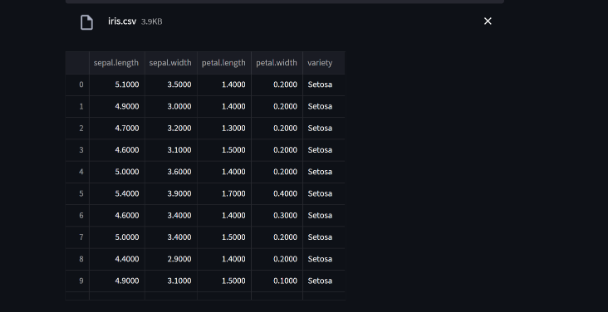 iris.csv 3.9KB
sepal.length sepal.width petal.length petal.width variety
0 5.1000 3.5000 1.4000 0.2000 Setosa
1 4.9000 3.0000 1.4000 0.2000 Setosa
2 4.7000 3.2000 1.3000 0.2000 Setosa
3 4.6000 3.1000 1.5000 0.2000 Setosa
4 5.0000 3.6000 1.4000 0.2000 Setosa
5 5.4000 3.9000 1.7000 0.4000 Setosa
6 4.6000 3.4000 1.4000 0.3000 Setosa
7 5.0000 3.4000 1.5000 0.2000 Setosa
8 4.4000 2.9000 1.4000 0.2000 Setosa
9 4.9000 3.1000 1.5000 0.1000 Setosa